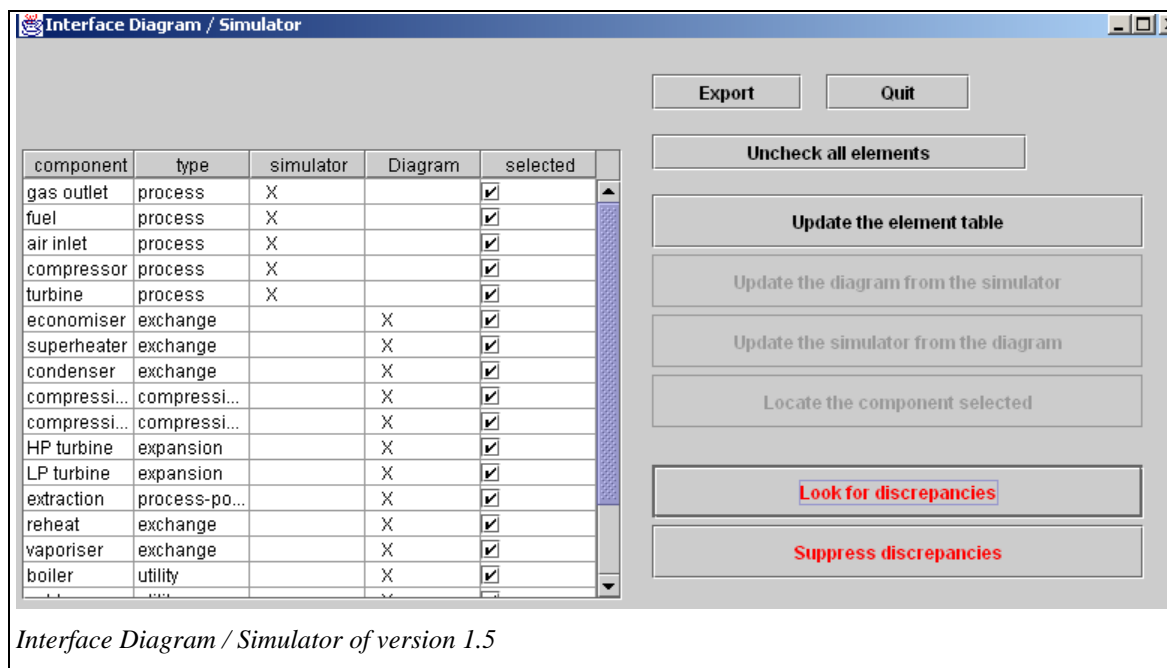 Interface Diagram / Simulator
Export Quit
Uncheck all elements
component type simulator Diagram selected
gas outlet process X
fuel process X
air inlet process X
compressor process X
turbine process X
economiser exchange X
superheater exchange X
condenser exchange X
compressi... compressi... X
compressi... compressi... X
HP turbine expansion X
LP turbine expansion X
extraction process-po... X
reheat exchange X
vaporiser exchange X
boiler utility X
Update the element table
Update the diagram from the simulator
Update the simulator from the diagram
Locate the component selected
Look for discrepancies
Suppress discrepancies
Interface Diagram / Simulator of version 1.5